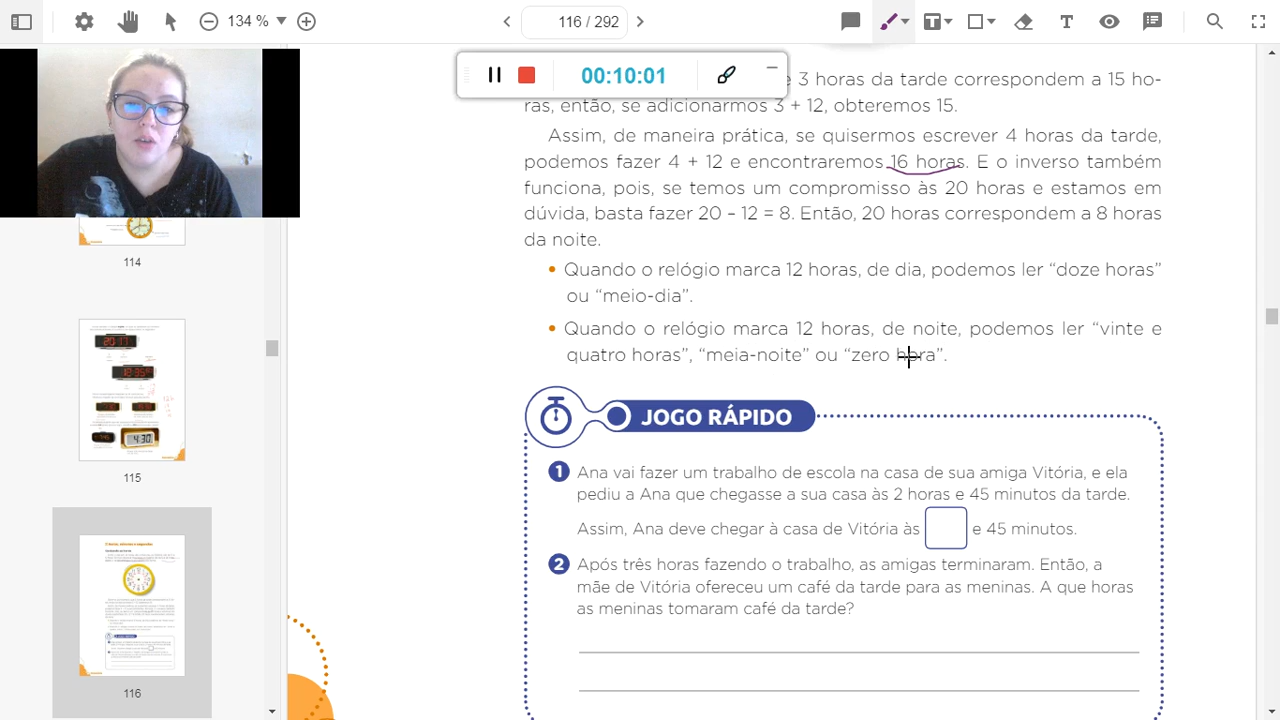 134 %
116 / 292
00:10:01
e 3 horas da tarde correspondem a 15 ho-
ras, então, se adicionarmos 3 + 12, obteremos 15.
Assam, de maneira prática, se quisermos escrever 4 horas da tarde,
podemos fazer 4 + 12 e encontraremos 16 horas. E o inverso também
funciona, pois, se temos um compromisso às 20 horas e estamos em
dúvida, basta fazer 20 – 12 = 8. Então, 20 horas correspondem a 8 horas
da noite.
• Quando o relógio marca 12 horas, de dia, podemos ler “doze horas”
ou “meio-dia”.
• Quando o relógio marca 12 horas, de noite, podemos ler “vinte e
quatro horas”, “meia-noite” ou “zero hora”.
JOGO RÁPIDO
1 Ana vai fazer um trabalho de escola na casa de sua amiga Vitória, e ela
pediu a Ana que chegasse a sua casa às 2 horas e 45 minutos da tarde.
Assim, Ana deve chegar à casa de Vitória às e 45 minutos.
2 Após três horas fazendo o trabalho, as amigas terminaram. Então, a
mãe de Vitória ofereceu um café da tarde para as meninas. A que horas
as meninas tomaram café da tarde?
114
20:17
18:35
4:30
115
116